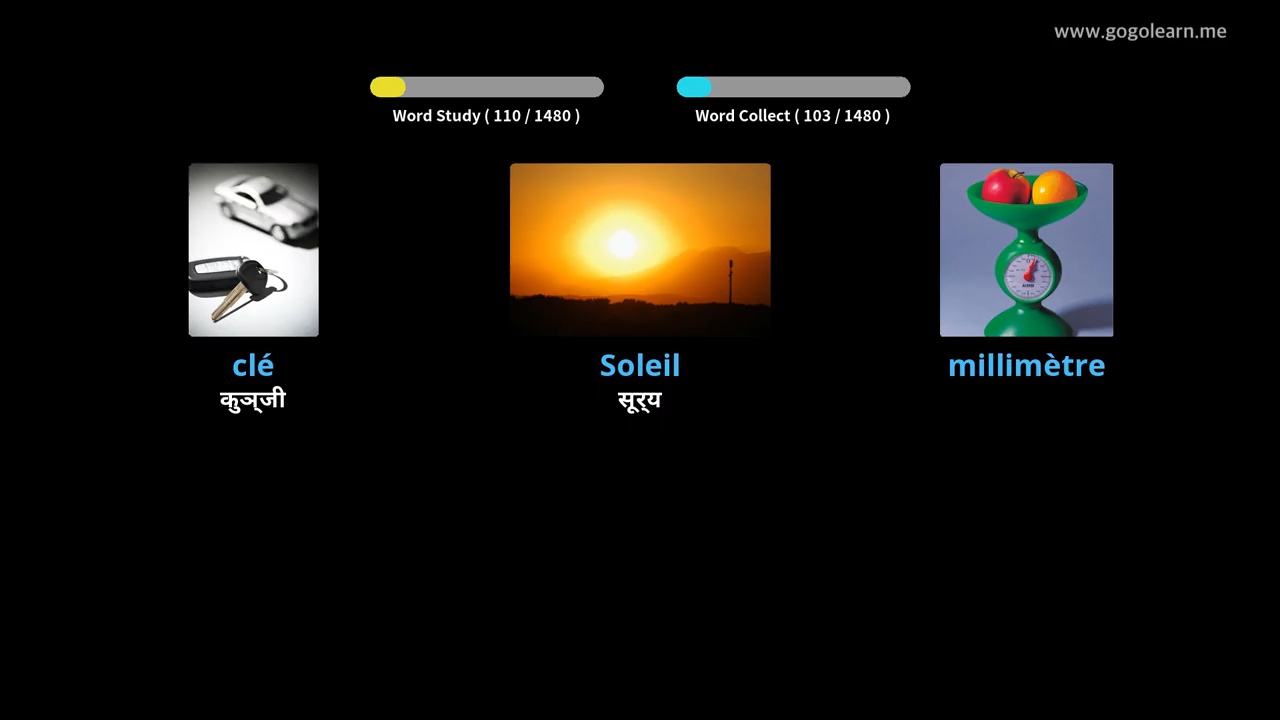 www.gogolearn.me
Word Study ( 110 / 1480 )
Word Collect ( 103 / 1480 )
clé
कुञ्जी
Soleil
सूर्य
millimètre